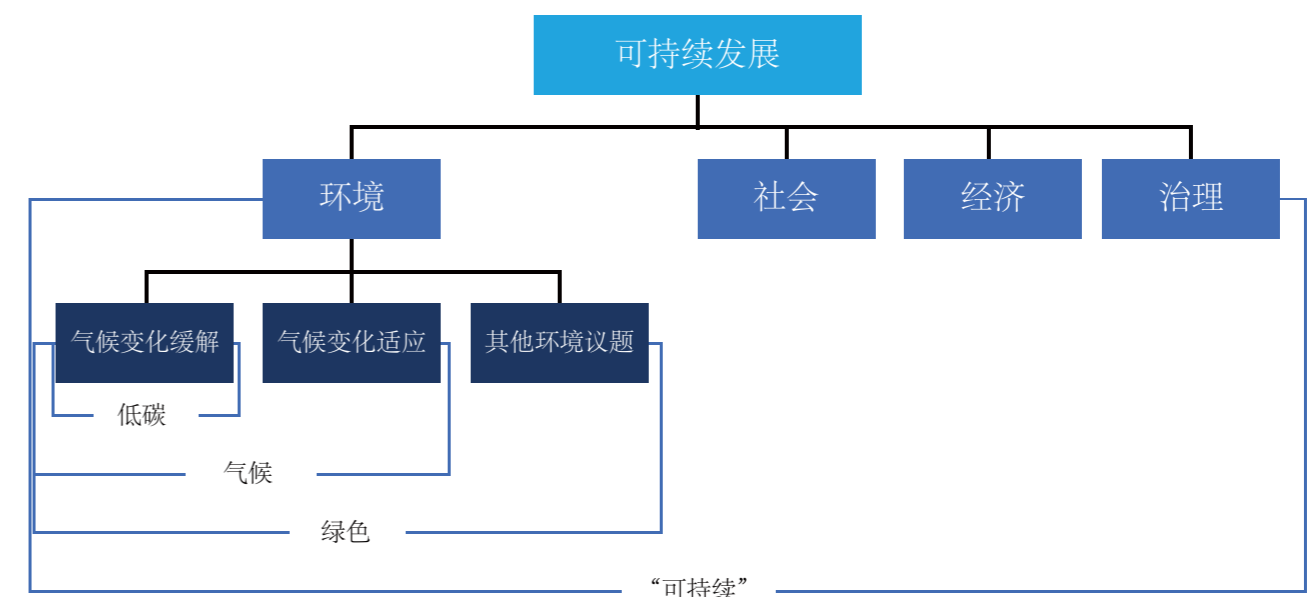 可持续发展
环境
社会
经济
治理
气候变化缓解
气候变化适应
其他环境议题
低碳
气候
绿色
“可持续”